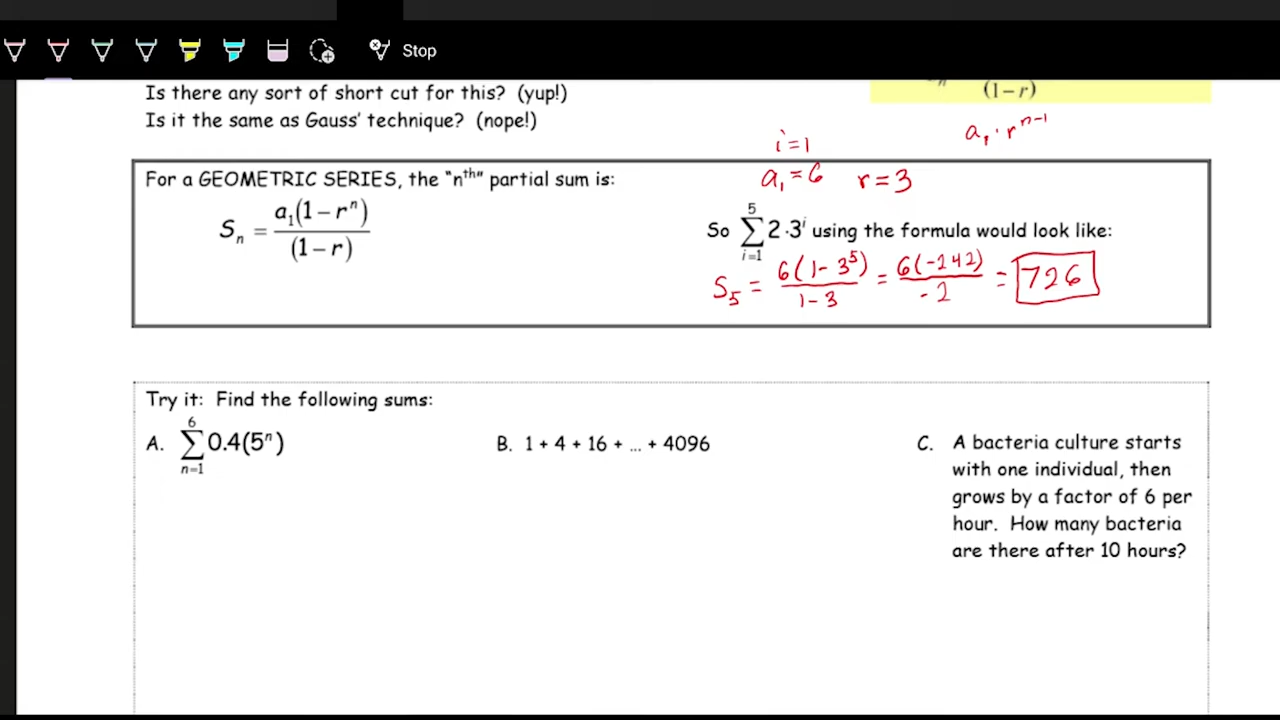 Stop
Is there any sort of short cut for this? (yup!)
Is it the same as Gauss' technique? (nope!)
(1 – r)
a₁ · rⁿ⁻¹
i = 1
a₁ = 6 r = 3
For a GEOMETRIC SERIES, the "nᵗʰ" partial sum is:
Sₙ = a₁(1 – rⁿ) / (1 – r)
So ∑_{i=1}^{5} 2 · 3ⁱ using the formula would look like:
S₅ = 6(1 – 3⁵) / 1 – 3 = 6(-242) / -2 = 726
Try it: Find the following sums:
A. ∑_{n=1}^{6} 0.4(5ⁿ)
B. 1 + 4 + 16 + ... + 4096
C. A bacteria culture starts
with one individual, then
grows by a factor of 6 per
hour. How many bacteria
are there after 10 hours?